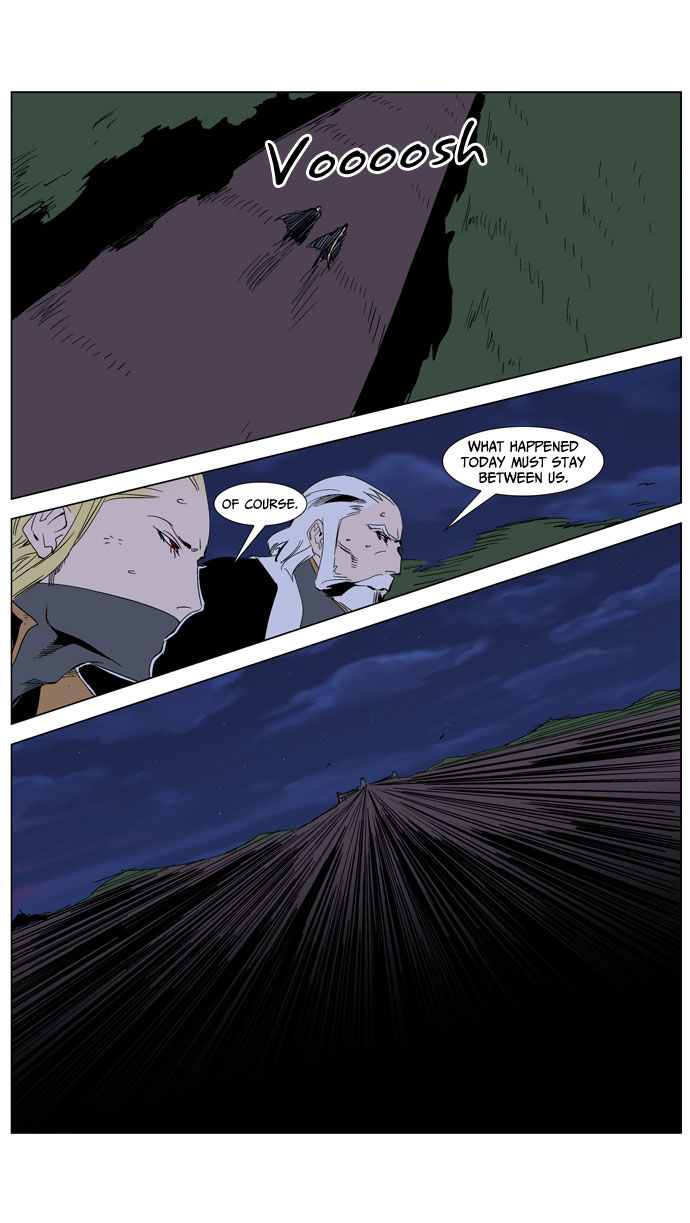 Voooosh
WHAT HAPPENED
TODAY MUST STAY
BETWEEN US.
OF COURSE.